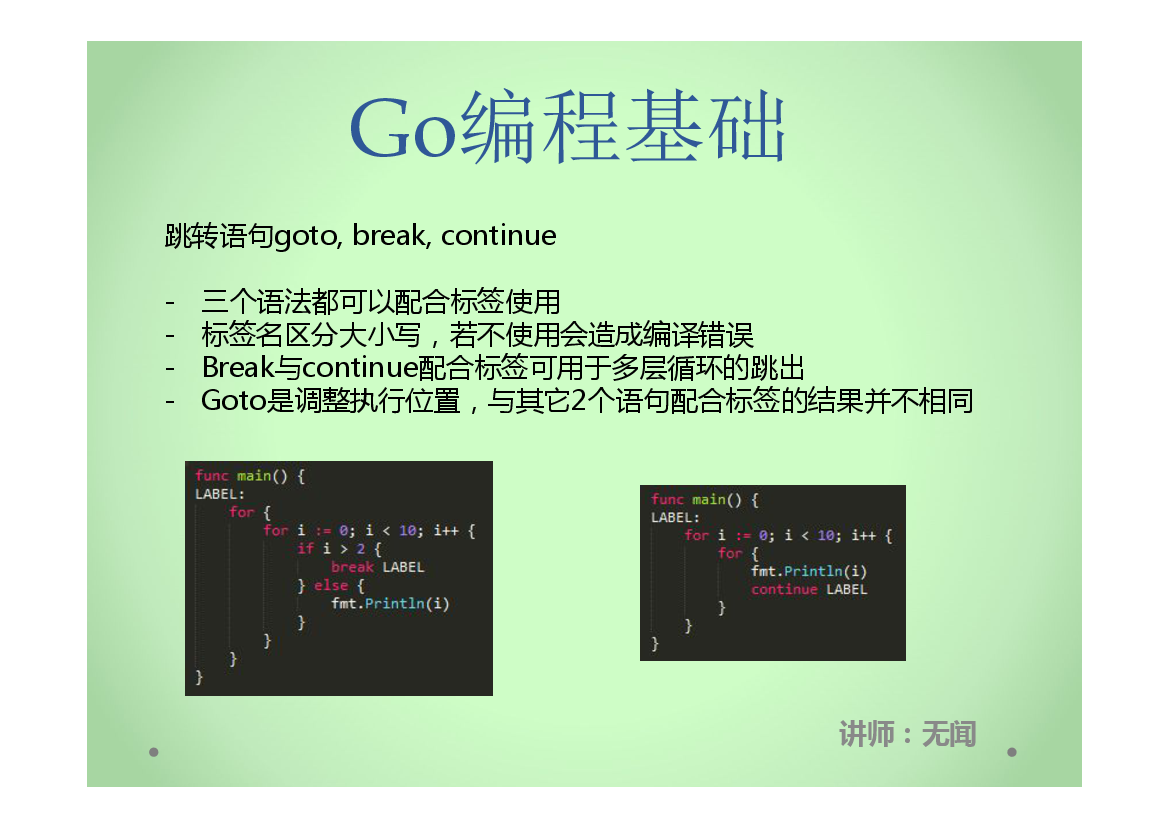 Go编程基础
跳转语句goto, break, continue
- 三个语法都可以配合标签使用
- 标签名区分大小写，若不使用会造成编译错误
- Break与continue配合标签可用于多层循环的跳出
- Goto是调整执行位置，与其它2个语句配合标签的结果并不相同
func main() {
LABEL:
    for {
        for i := 0; i < 10; i++ {
            if i > 2 {
                break LABEL
            } else {
                fmt.Println(i)
            }
        }
    }
}
func main() {
LABEL:
    for i := 0; i < 10; i++ {
        for {
            fmt.Println(i)
            continue LABEL
        }
    }
}
讲师：无闻